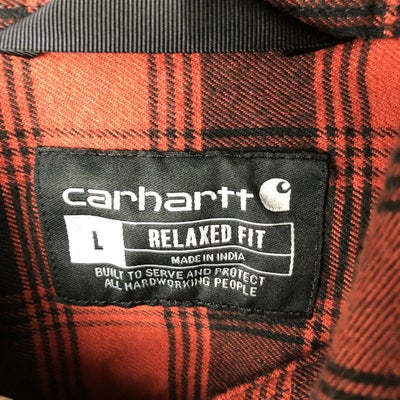 carhartt
L RELAXED FIT
MADE IN INDIA
BUILT TO SERVE AND PROTECT
ALL HARDWORKING PEOPLE